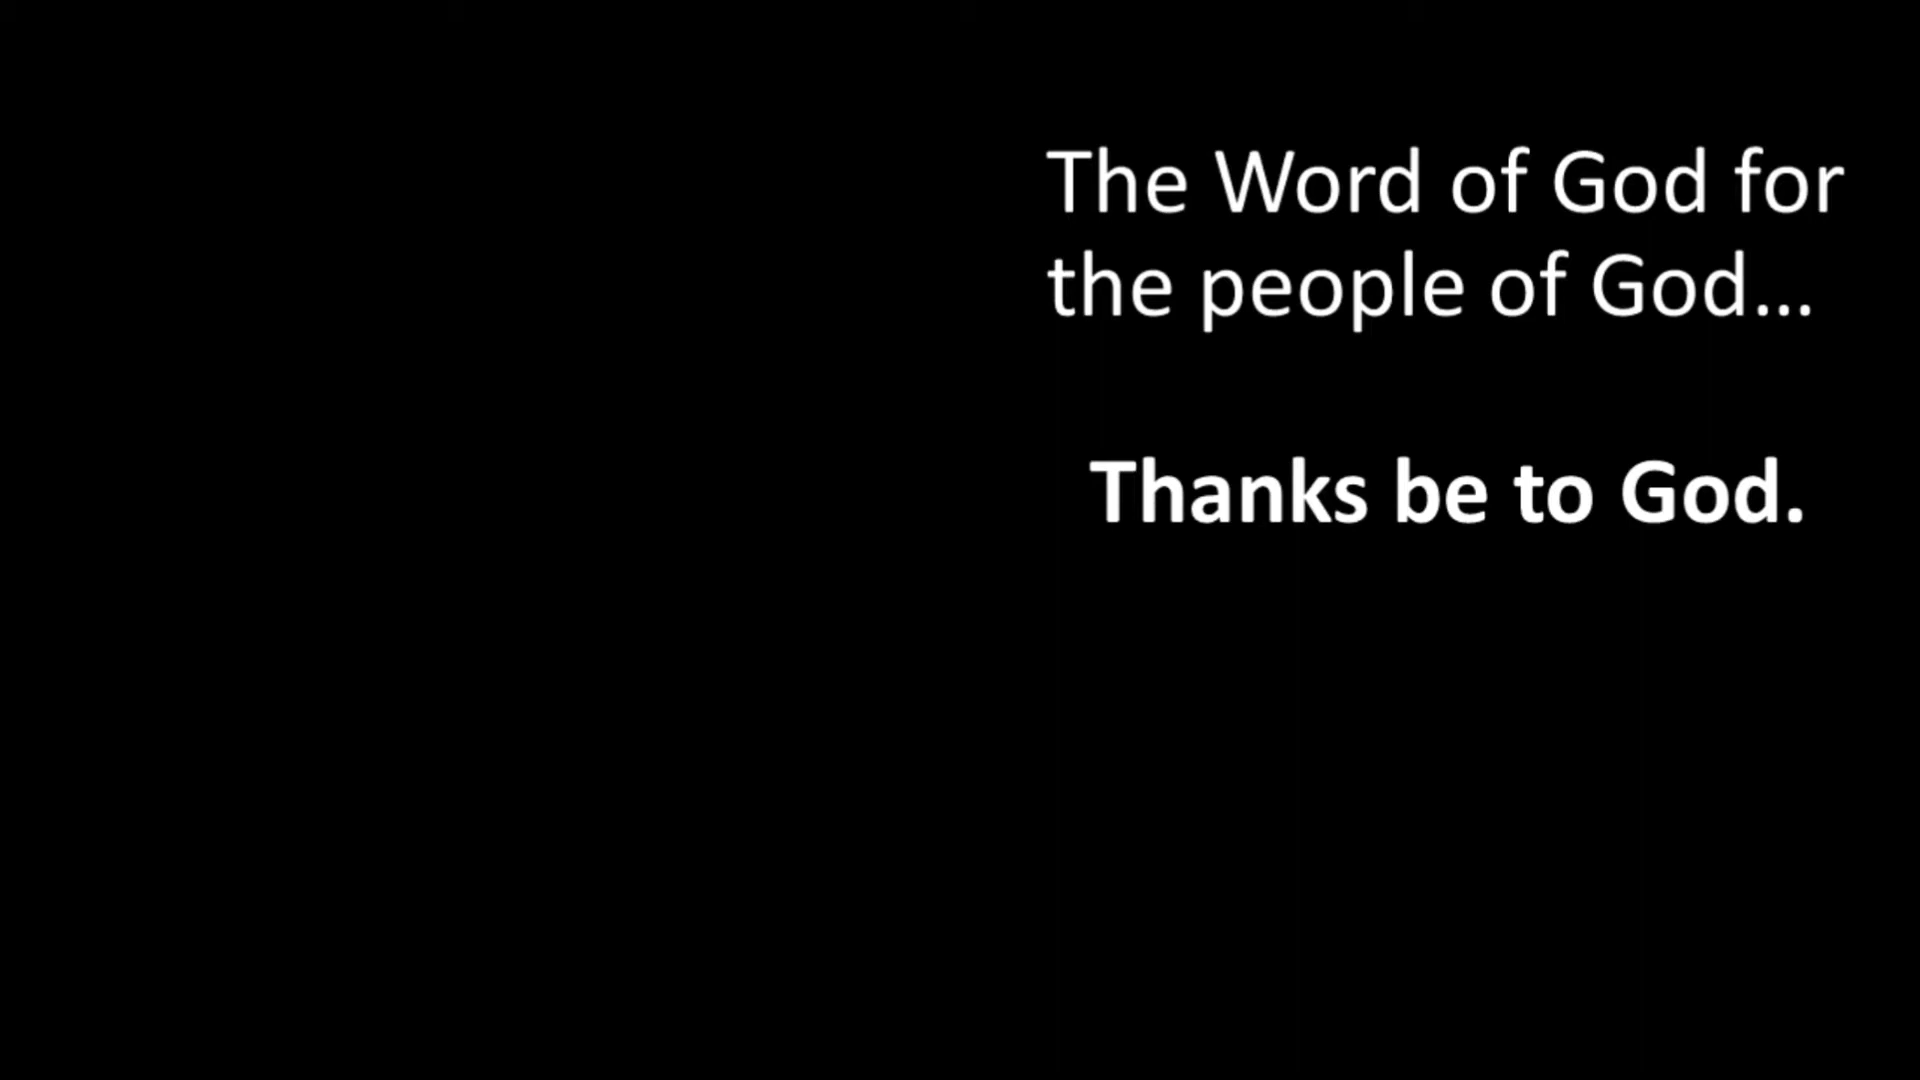 The Word of God for
the people of God...
Thanks be to God.